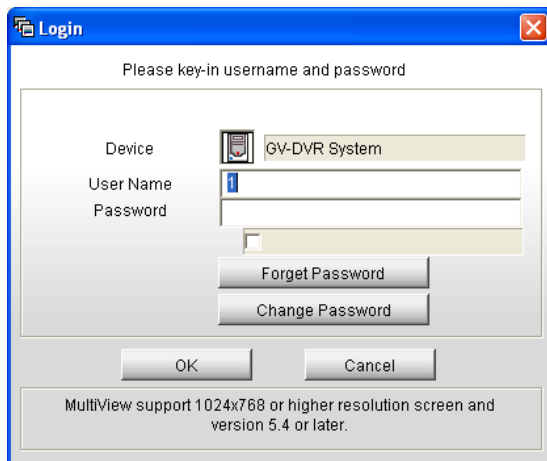 Login
Please key-in username and password
Device
GV-DVR System
User Name
1
Password
Forget Password
Change Password
OK
Cancel
MultiView support 1024x768 or higher resolution screen and
version 5.4 or later.